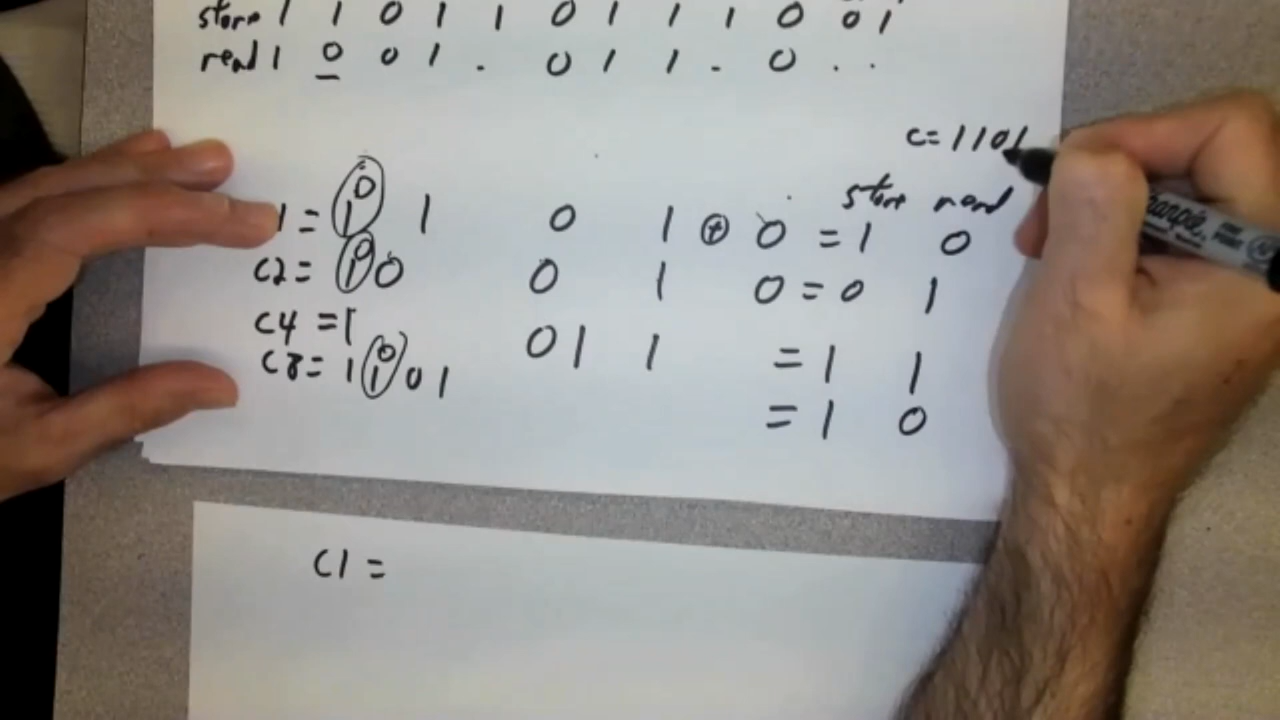 store 1 1 0 1 1 0 1 1 1 0 0 1
read 1 0 0 1 . 0 1 1 . 0 . .
c=1101
store read
0
1 = 1 1 0 1 ⊕ 0 = 1 0
0
C2 = 1 0 0 1 0 = 0 1
C4 = 1 0 1 1 = 1 1
0
C8 = 1 1 0 1 = 1 0
C1 =
Sharpie